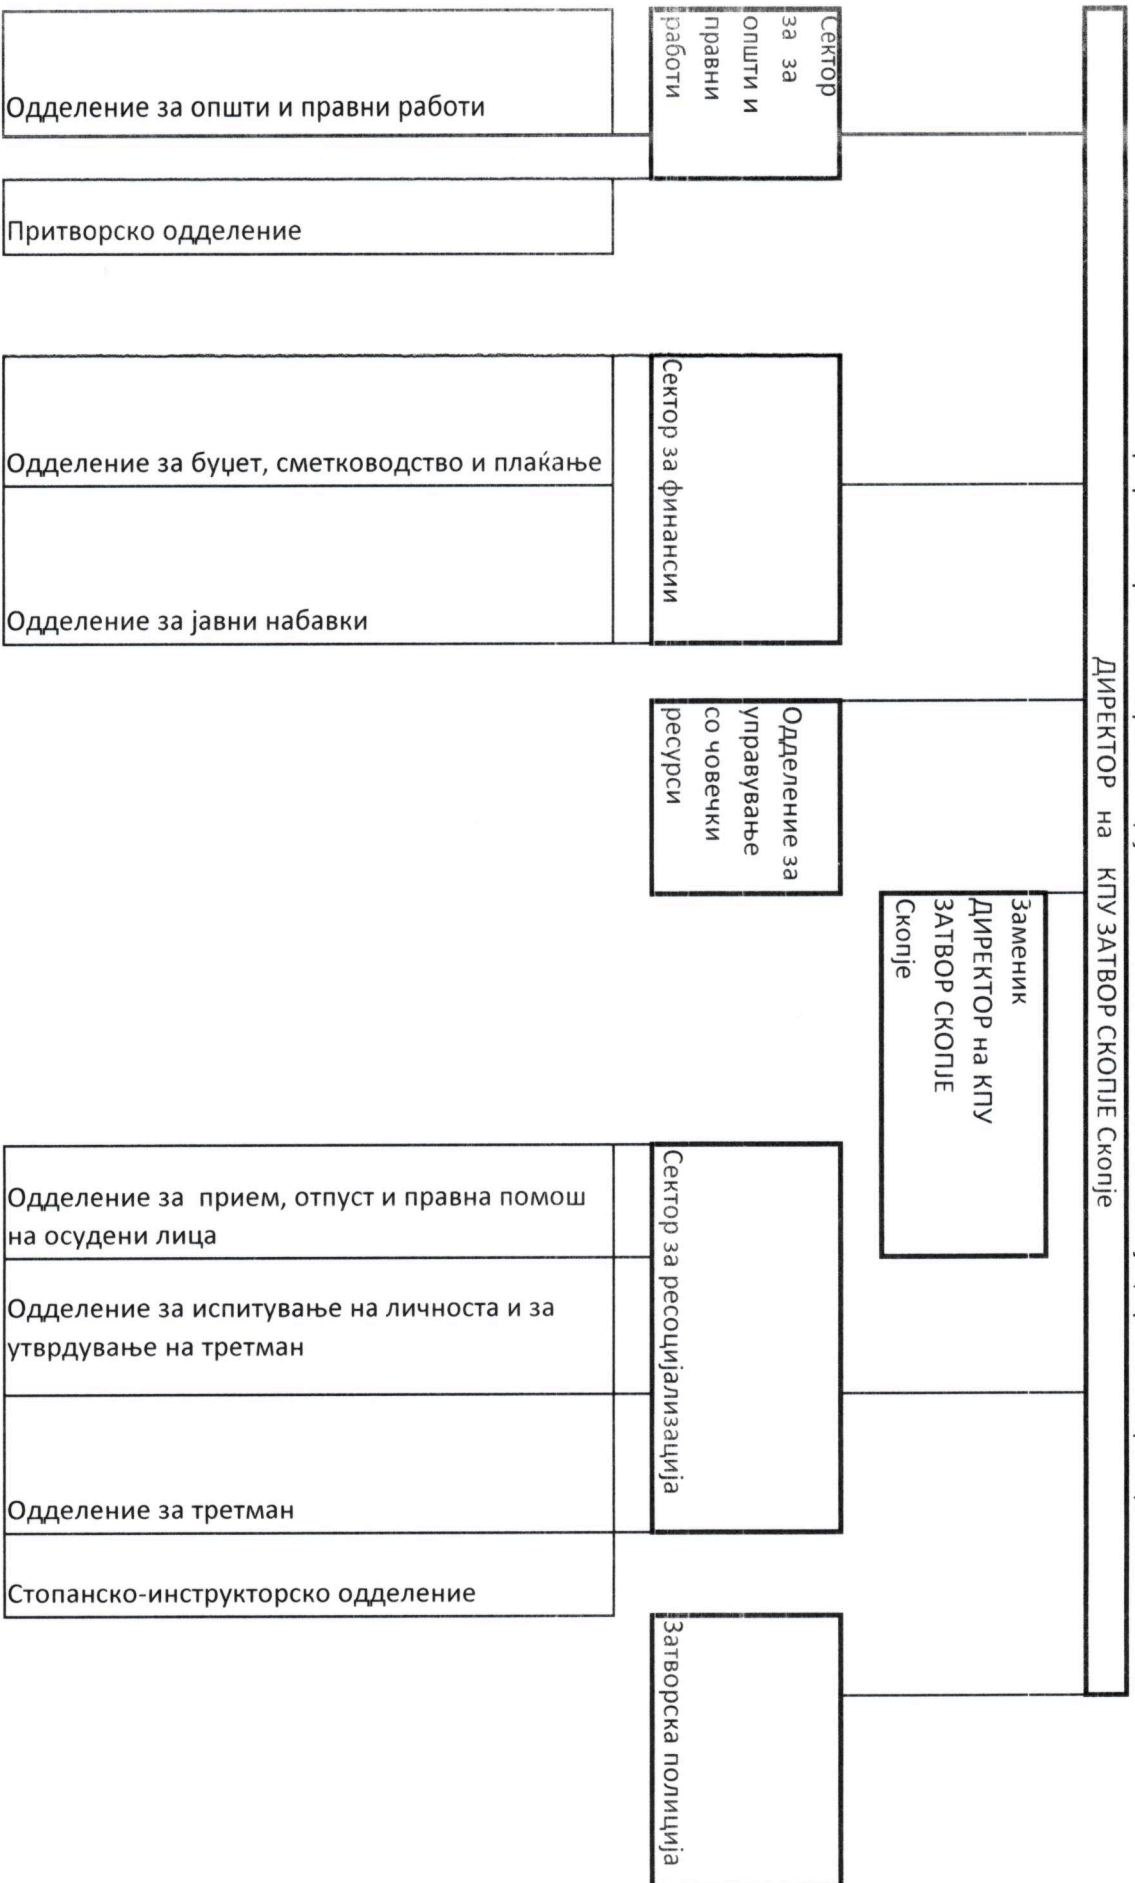 ДИРЕКТОР на КПУ ЗАТВОР СКОПЈЕ Скопје
Заменик
ДИРЕКТОР на КПУ
ЗАТВОР СКОПЈЕ
Скопје
Сектор
за за
општи и
правни
работи
Одделение за општи и правни работи
Притворско одделение
Сектор за финансии
Одделение за буџет, сметководство и плаќање
Одделение за јавни набавки
Одделение за
управување
со човечки
ресурси
Сектор за ресоцијализација
Одделение за прием, отпуст и правна помош
на осудени лица
Одделение за испитување на личноста и за
утврдување на третман
Одделение за третман
Стопанско-инструкторско одделение
Затворска полиција